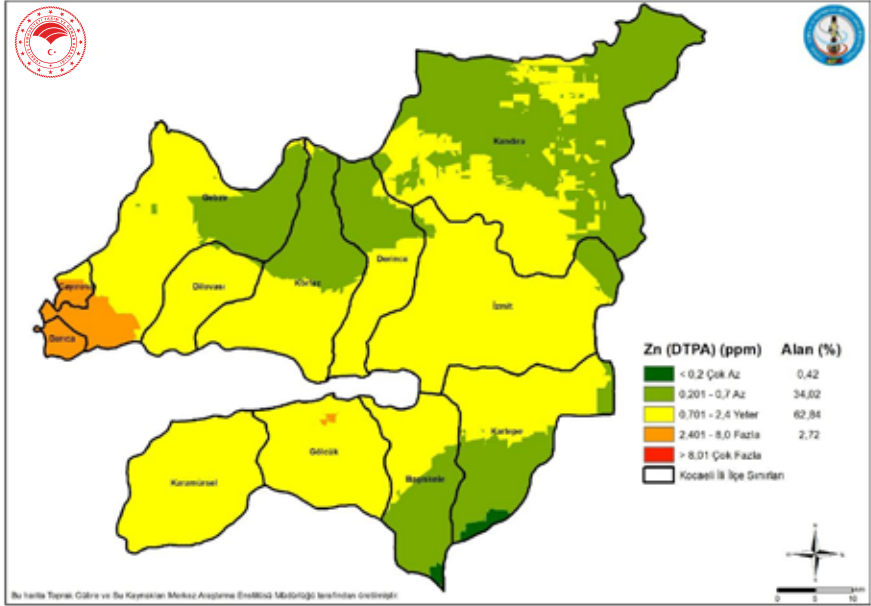 Kandıra
Gebze
Çayırova
Dilovası
Körfez
Derince
İzmit
Darıca
Kartepe
Gölcük
Başiskele
Karamürsel
Zn (DTPA) (ppm) Alan (%)
< 0,2 Çok Az 0,42
0,201 - 0,7 Az 34,02
0,701 - 2,4 Yeter 62,84
2,401 - 8,0 Fazla 2,72
> 8,01 Çok Fazla
Kocaeli İli İlçe Sınırları
Bu harita Toprak Gübre ve Su Kaynakları Merkez Araştırma Enstitüsü Müdürlüğü tarafından üretilmiştir.
0 5 10